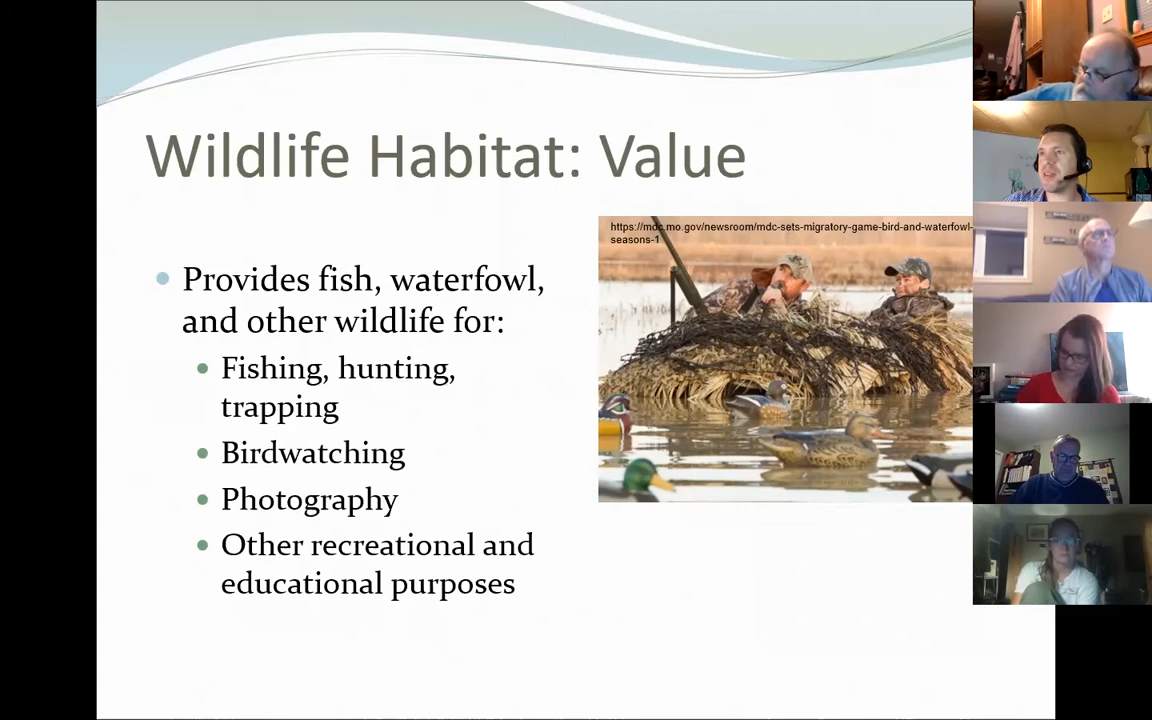 Wildlife Habitat: Value
https://mdc.mo.gov/newsroom/mdc-sets-migratory-game-bird-and-waterfowl-
seasons-1
Provides fish, waterfowl,
and other wildlife for:
Fishing, hunting,
trapping
Birdwatching
Photography
Other recreational and
educational purposes